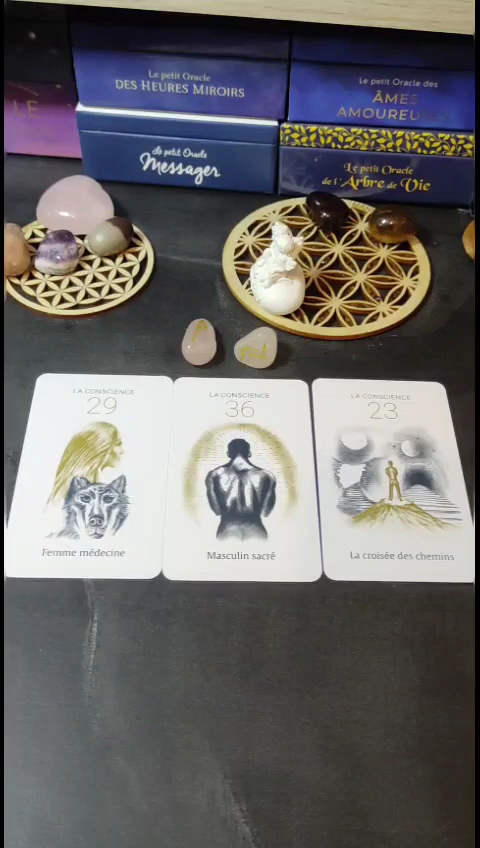 Le petit Oracle
DES HEURES MIROIRS
Le petit Oracle des
ÂMES
AMOUREUSES
LE
Le petit Oracle
Messager
Le petit Oracle
de l'Arbre de Vie
LA CONSCIENCE
29
Femme médecine
LA CONSCIENCE
36
Masculin sacré
LA CONSCIENCE
23
La croisée des chemins